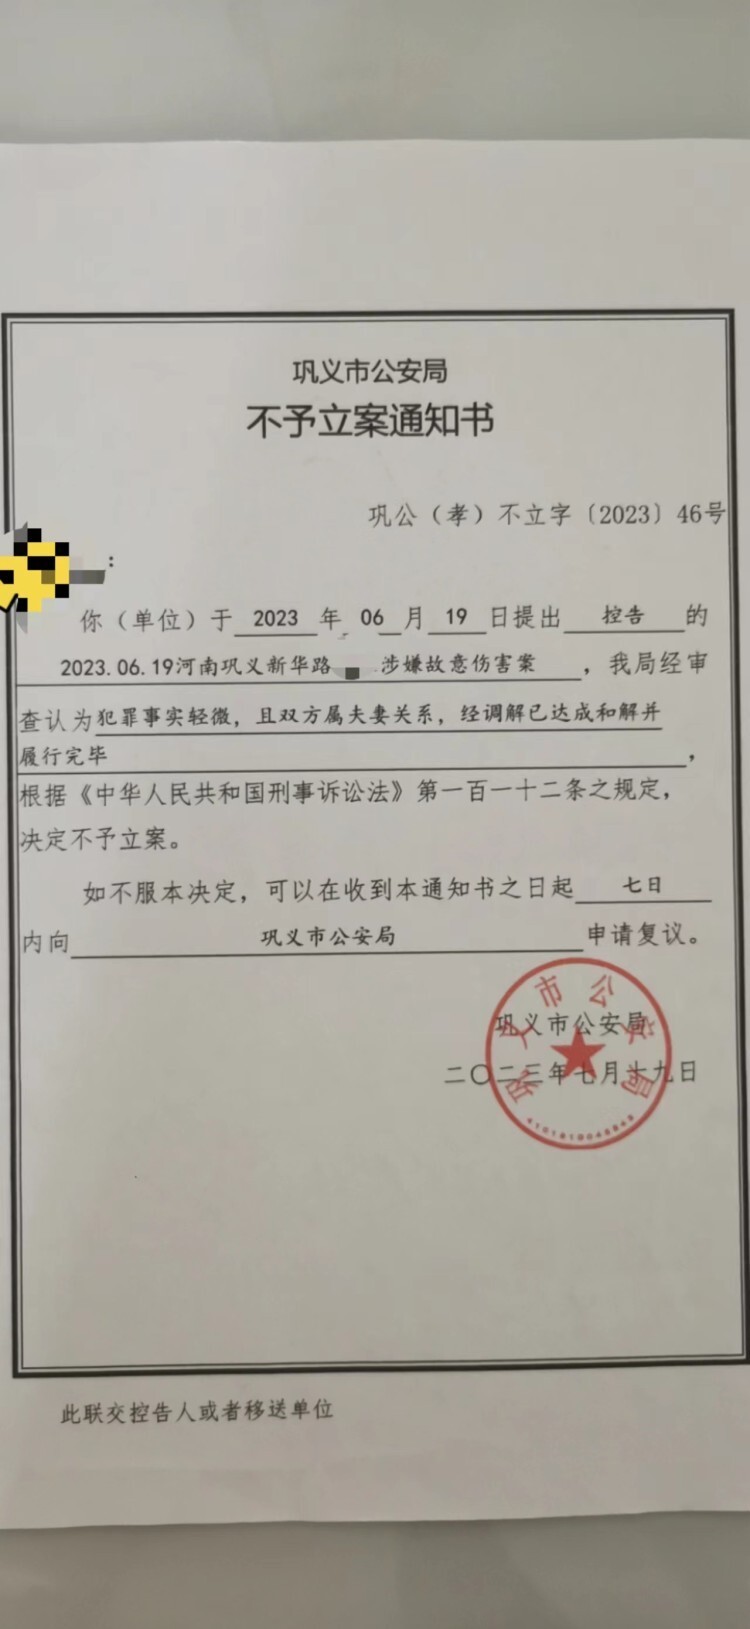 巩义市公安局
不予立案通知书
巩公（孝）不立字〔2023〕46号
：
你（单位）于 2023 年 06 月 19 日提出 控告 的
2023.06.19河南巩义新华路 涉嫌故意伤害案 ，我局经审
查认为犯罪事实轻微，且双方属夫妻关系，经调解已达成和解并
履行完毕 ，
根据《中华人民共和国刑事诉讼法》第一百一十二条之规定，
决定不予立案。
如不服本决定，可以在收到本通知书之日起 七日
内向 巩义市公安局 申请复议。
巩义市公安局
二〇二三年七月十九日
巩义市公安局
此联交控告人或者移送单位